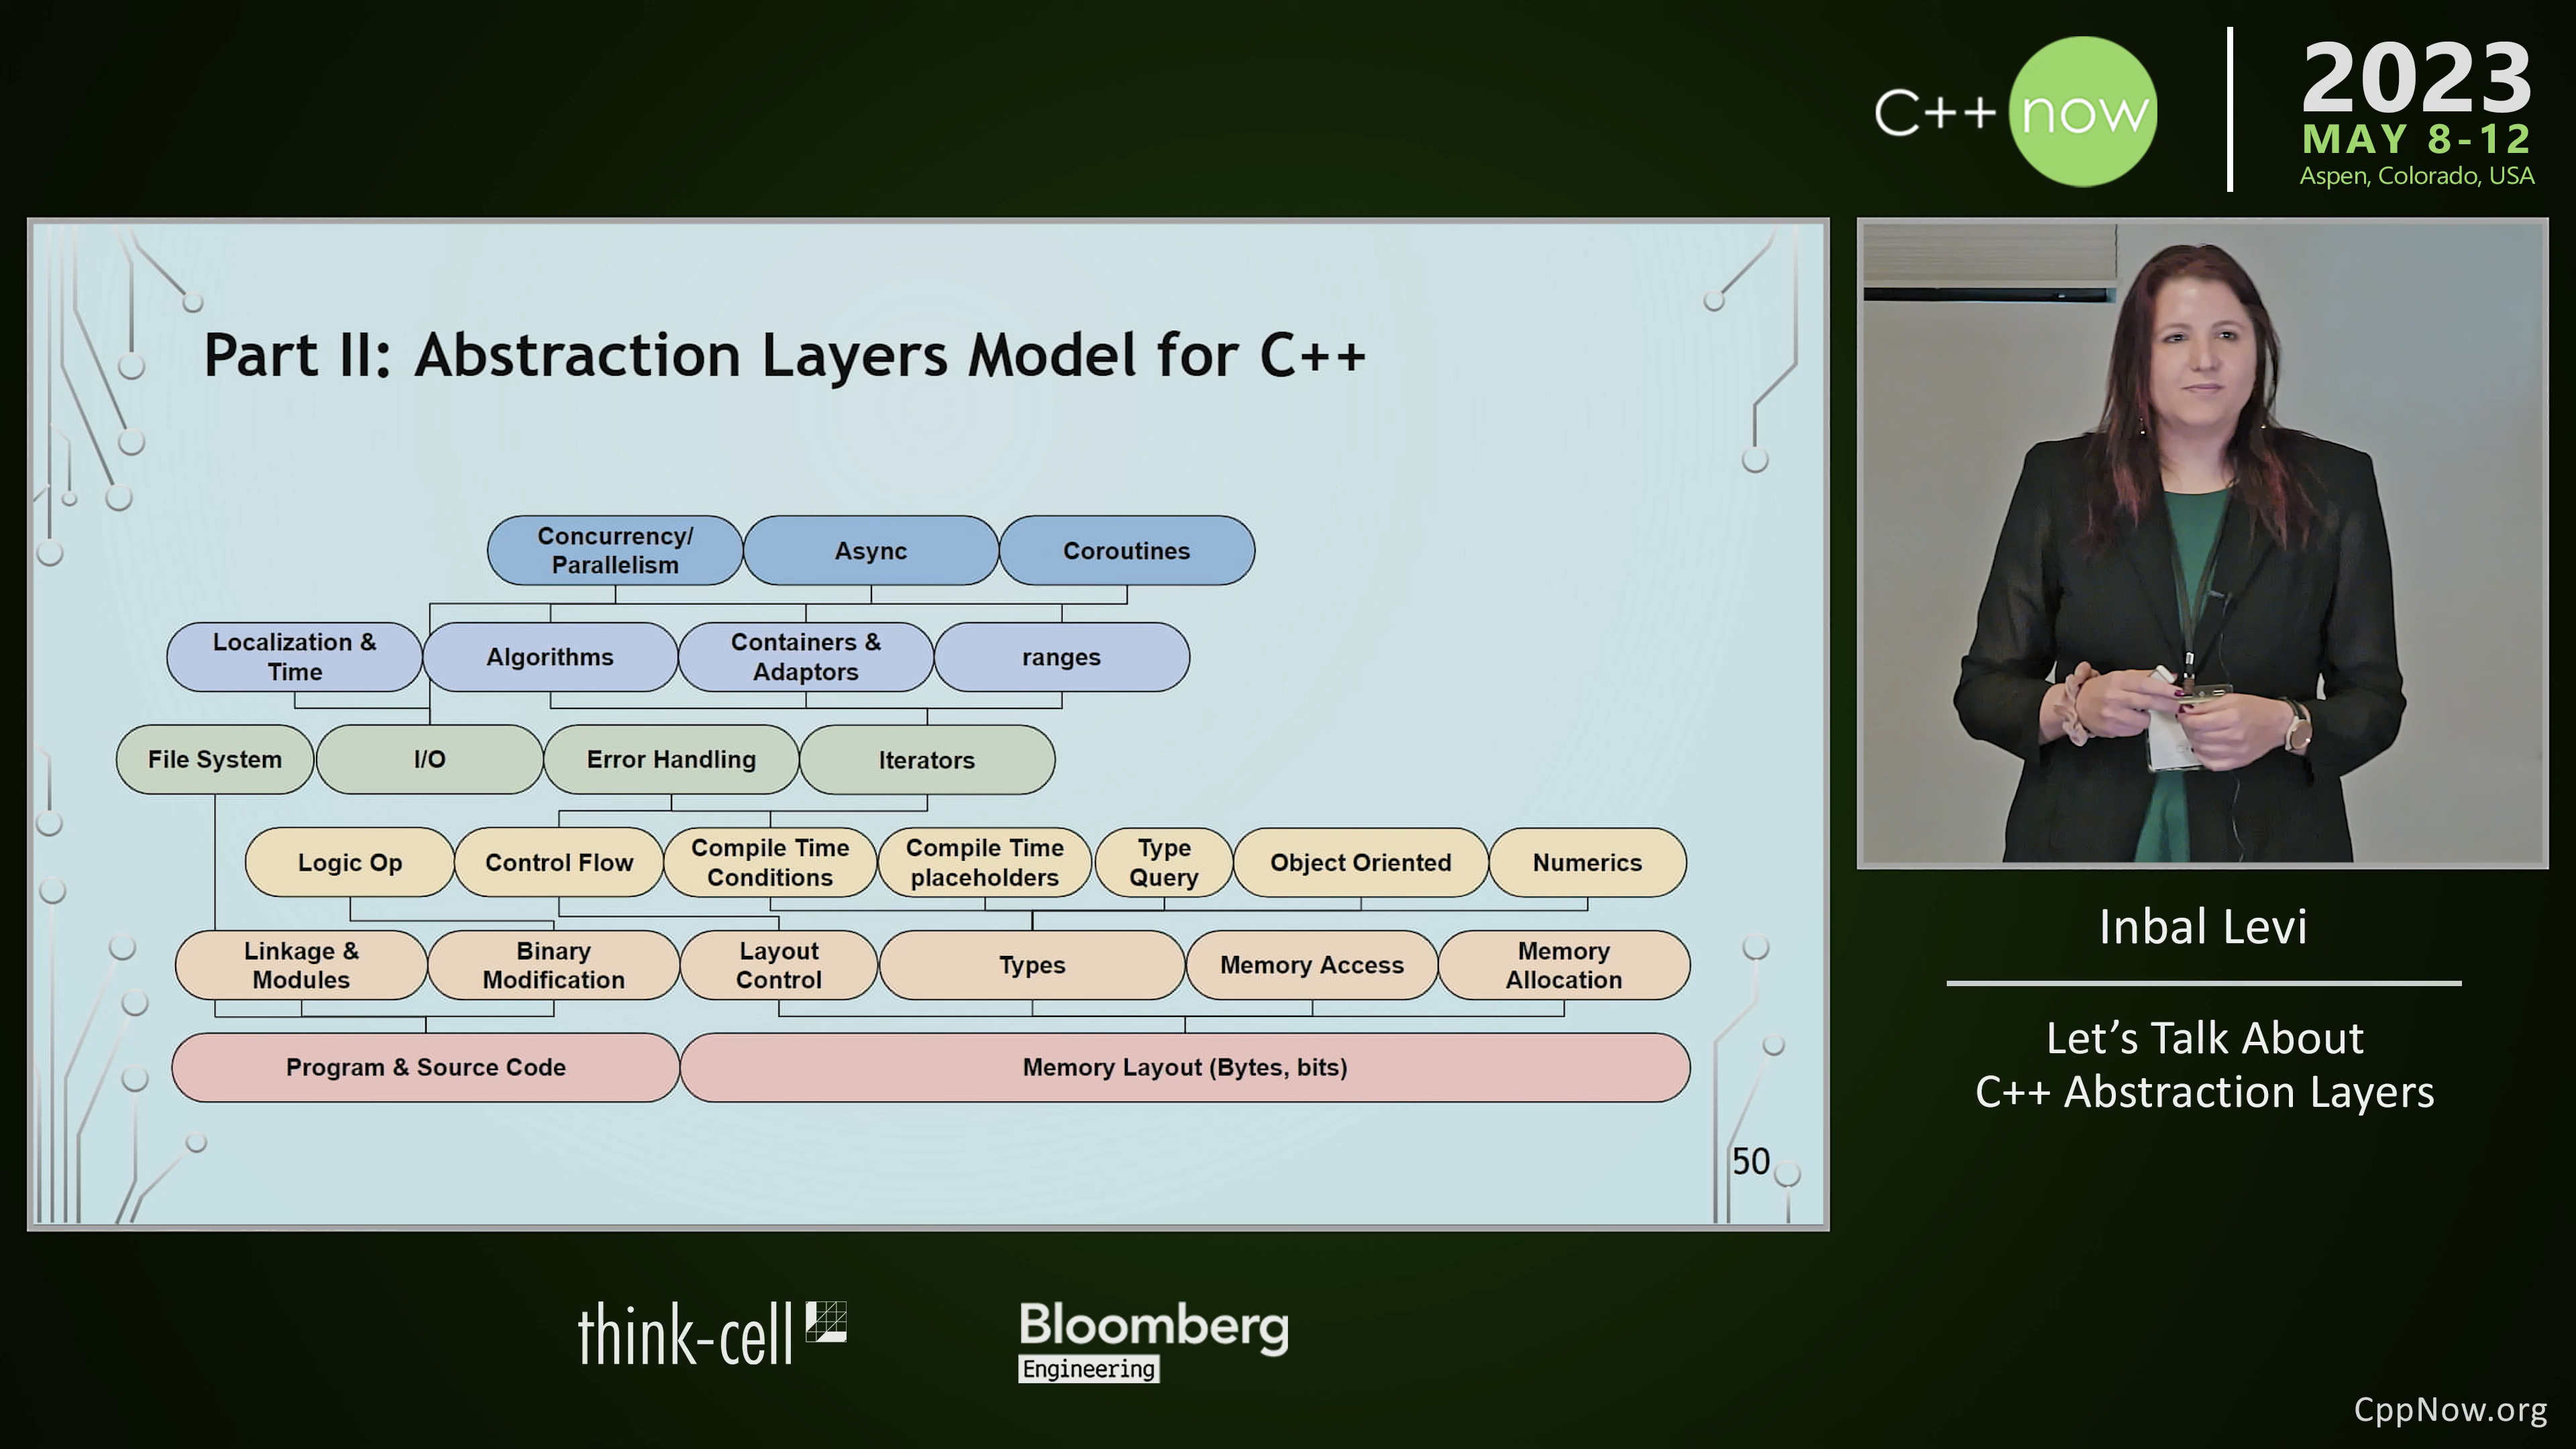 C++ now
2023
MAY 8-12
Aspen, Colorado, USA
Part II: Abstraction Layers Model for C++
Concurrency/
Parallelism
Async
Coroutines
Localization &
Time
Algorithms
Containers &
Adaptors
ranges
File System
I/O
Error Handling
Iterators
Logic Op
Control Flow
Compile Time
Conditions
Compile Time
placeholders
Type
Query
Object Oriented
Numerics
Linkage &
Modules
Binary
Modification
Layout
Control
Types
Memory Access
Memory
Allocation
Program & Source Code
Memory Layout (Bytes, bits)
50
Inbal Levi
Let’s Talk About
C++ Abstraction Layers
think-cell
Bloomberg
Engineering
CppNow.org